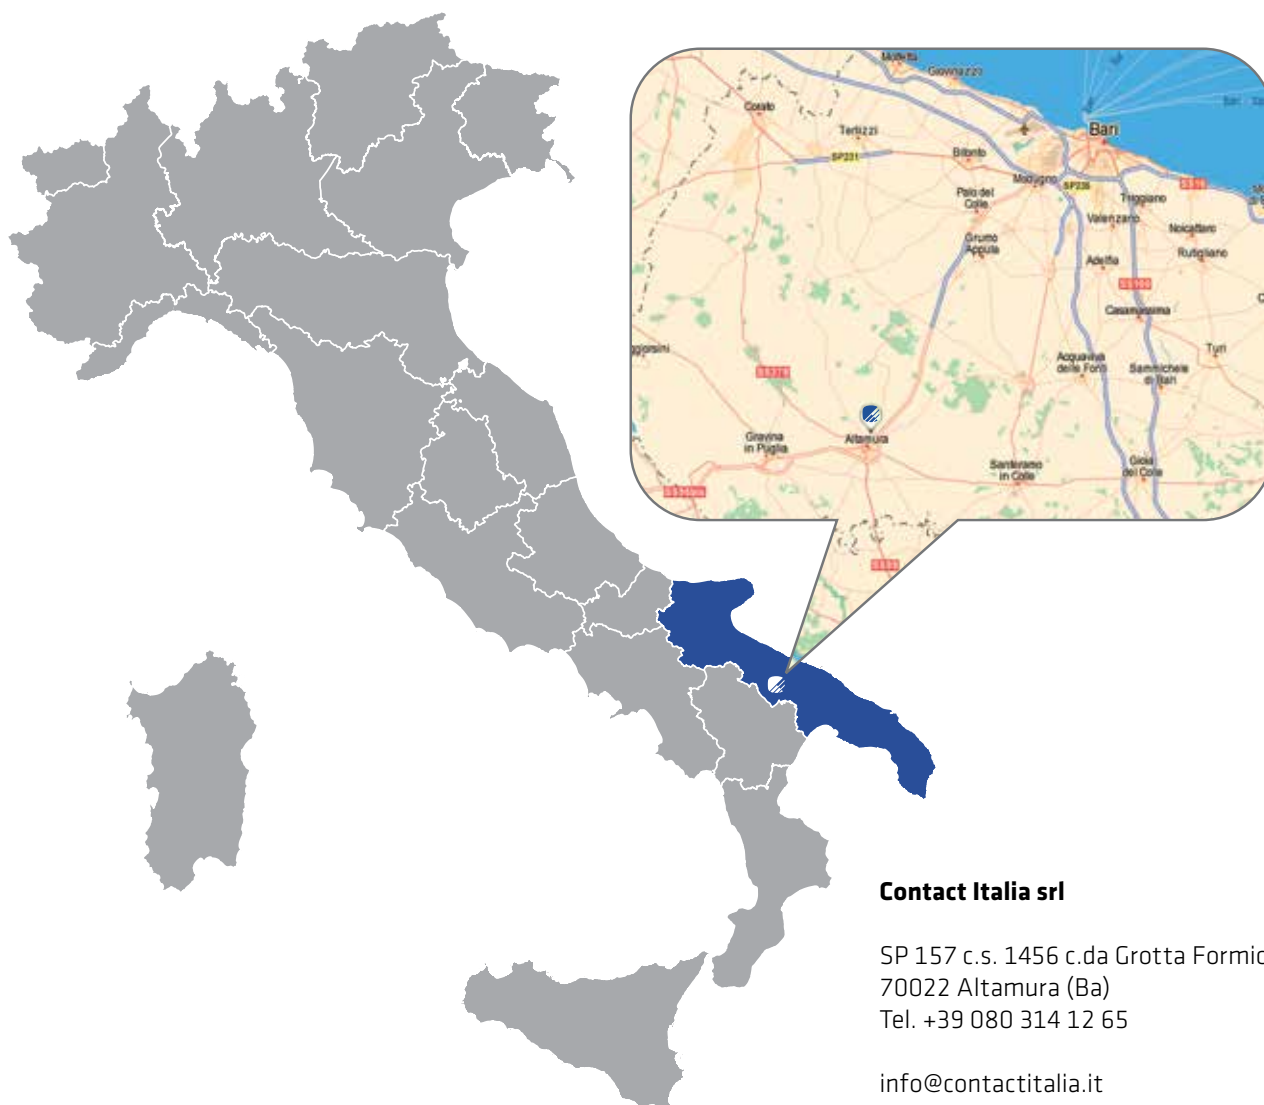 Molfetta
Giovinazzo
Corato
Terlizzi
Bari
SP231
Bitonto
Modugno
SP236
SS16
Palo del
Colle
Triggiano
Valenzano
Noicattaro
Grumo
Appula
Adelfia
Rutigliano
SS100
Casamassima
Turi
Acquaviva
delle Fonti
Sammichele
di Bari
Altamura
Gravina
in Puglia
Santeramo
in Colle
Gioia
del Colle
Contact Italia srl
SP 157 c.s. 1456 c.da Grotta Formic
70022 Altamura (Ba)
Tel. +39 080 314 12 65
info@contactitalia.it